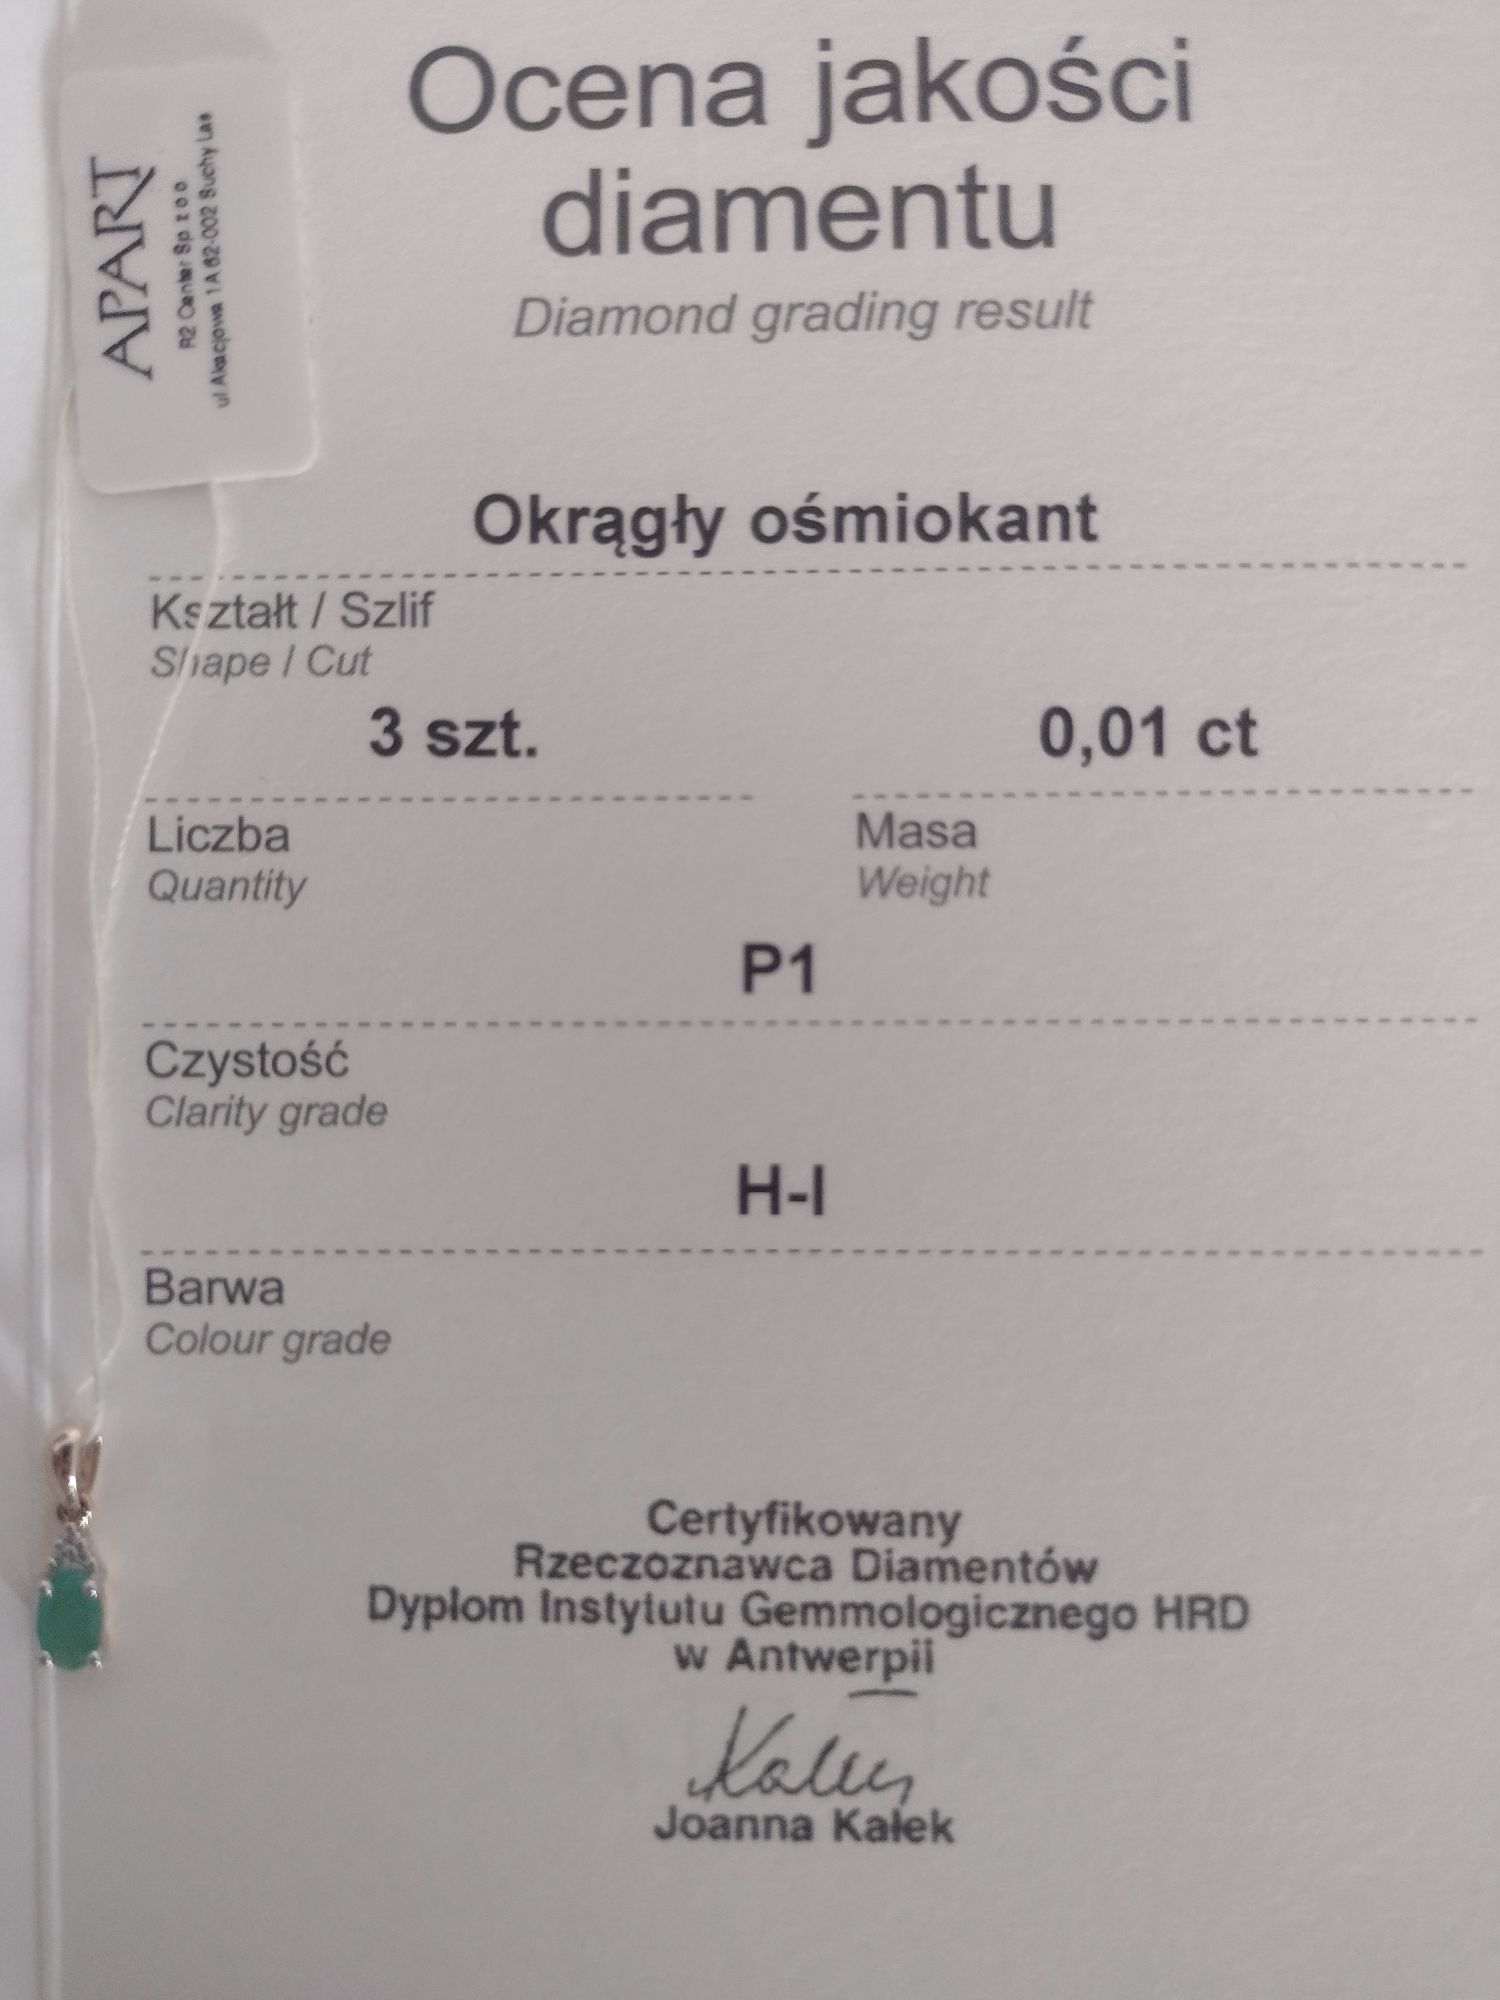 APART
R2 Center Sp z o o
ul Akacjowa 1A 62-002 Suchy Las
Ocena jakości
diamentu
Diamond grading result
Okrągły ośmiokant
Kształt / Szlif
Shape / Cut
3 szt.
0,01 ct
Liczba
Quantity
Masa
Weight
P1
Czystość
Clarity grade
H-I
Barwa
Colour grade
Certyfikowany
Rzeczoznawca Diamentów
Dyplom Instytutu Gemmologicznego HRD
w Antwerpii
Joanna Kałek